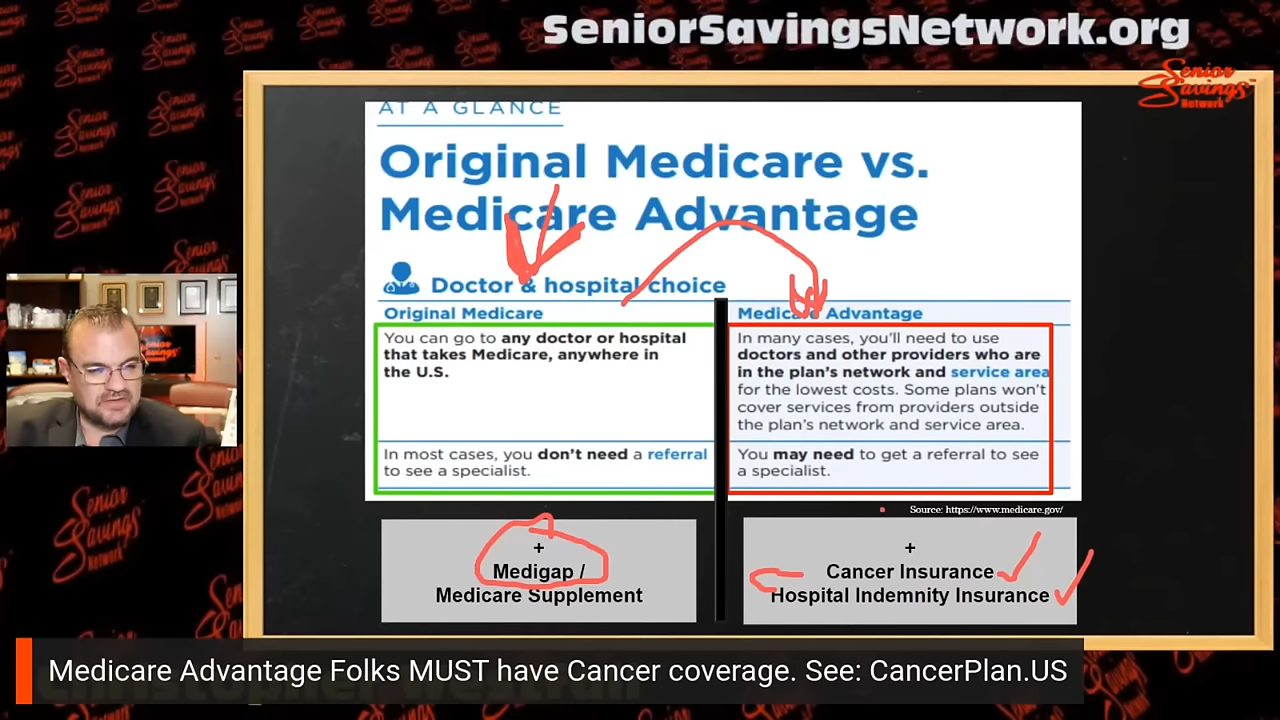 SeniorSavingsNetwork.org
Senior
Savings
Network
AT A GLANCE
Original Medicare vs.
Medicare Advantage
Doctor & hospital choice
Original Medicare
You can go to any doctor or hospital
that takes Medicare, anywhere in
the U.S.
In most cases, you don't need a referral
to see a specialist.
Medicare Advantage
In many cases, you'll need to use
doctors and other providers who are
in the plan's network and service area
for the lowest costs. Some plans won't
cover services from providers outside
the plan's network and service area.
You may need to get a referral to see
a specialist.
Source: https://www.medicare.gov/
+
Medigap /
Medicare Supplement
+
Cancer Insurance
Hospital Indemnity Insurance
Medicare Advantage Folks MUST have Cancer coverage. See: CancerPlan.US